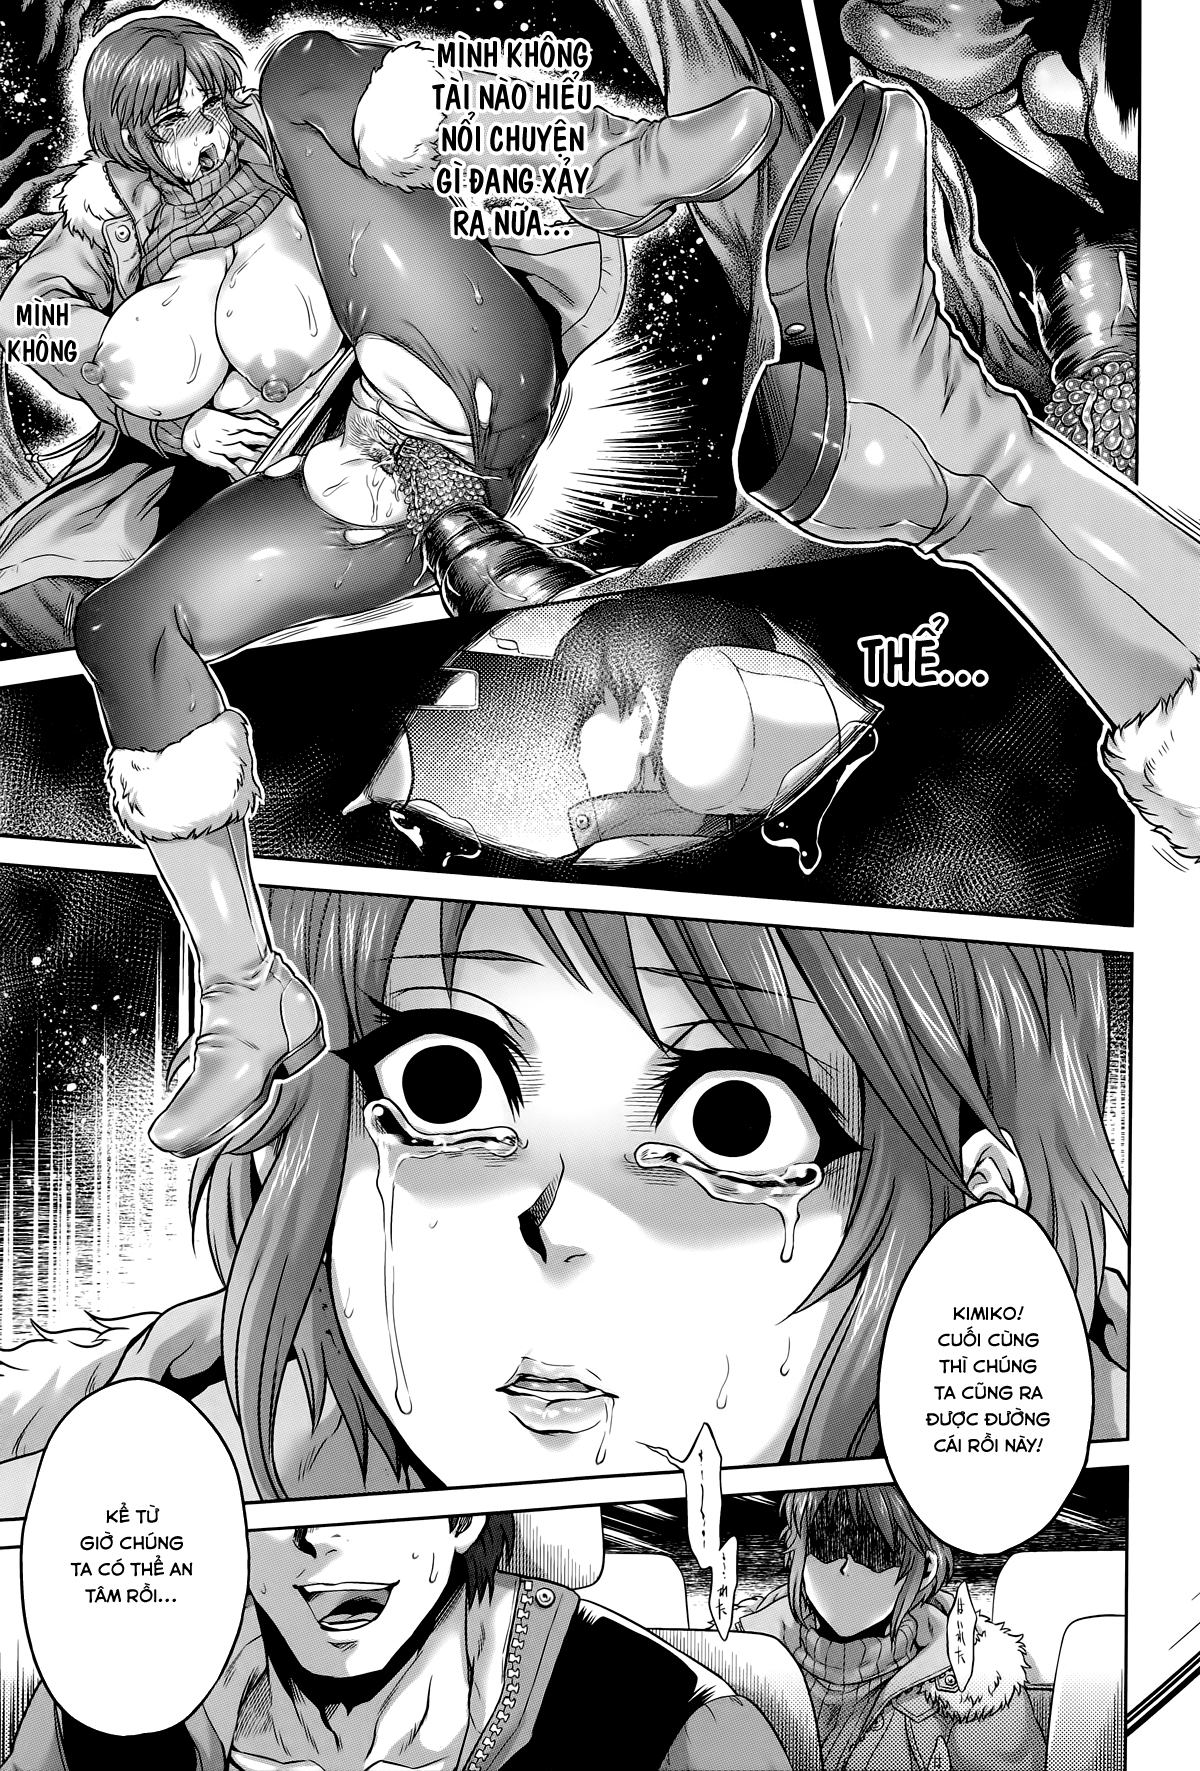 MÌNH KHÔNG
TÀI NÀO HIỂU
NỔI CHUYỆN
GÌ ĐANG XẢY
RA NỮA...
MÌNH
KHÔNG
THẾ?...
KIMIKO!
CUỐI CÙNG
THÌ CHÚNG
TA CŨNG RA
ĐƯỢC ĐƯỜNG
CÁI RỒI NÀY!
KỂ TỪ
GIỜ CHÚNG
TA CÓ THỂ AN
TÂM RỒI...